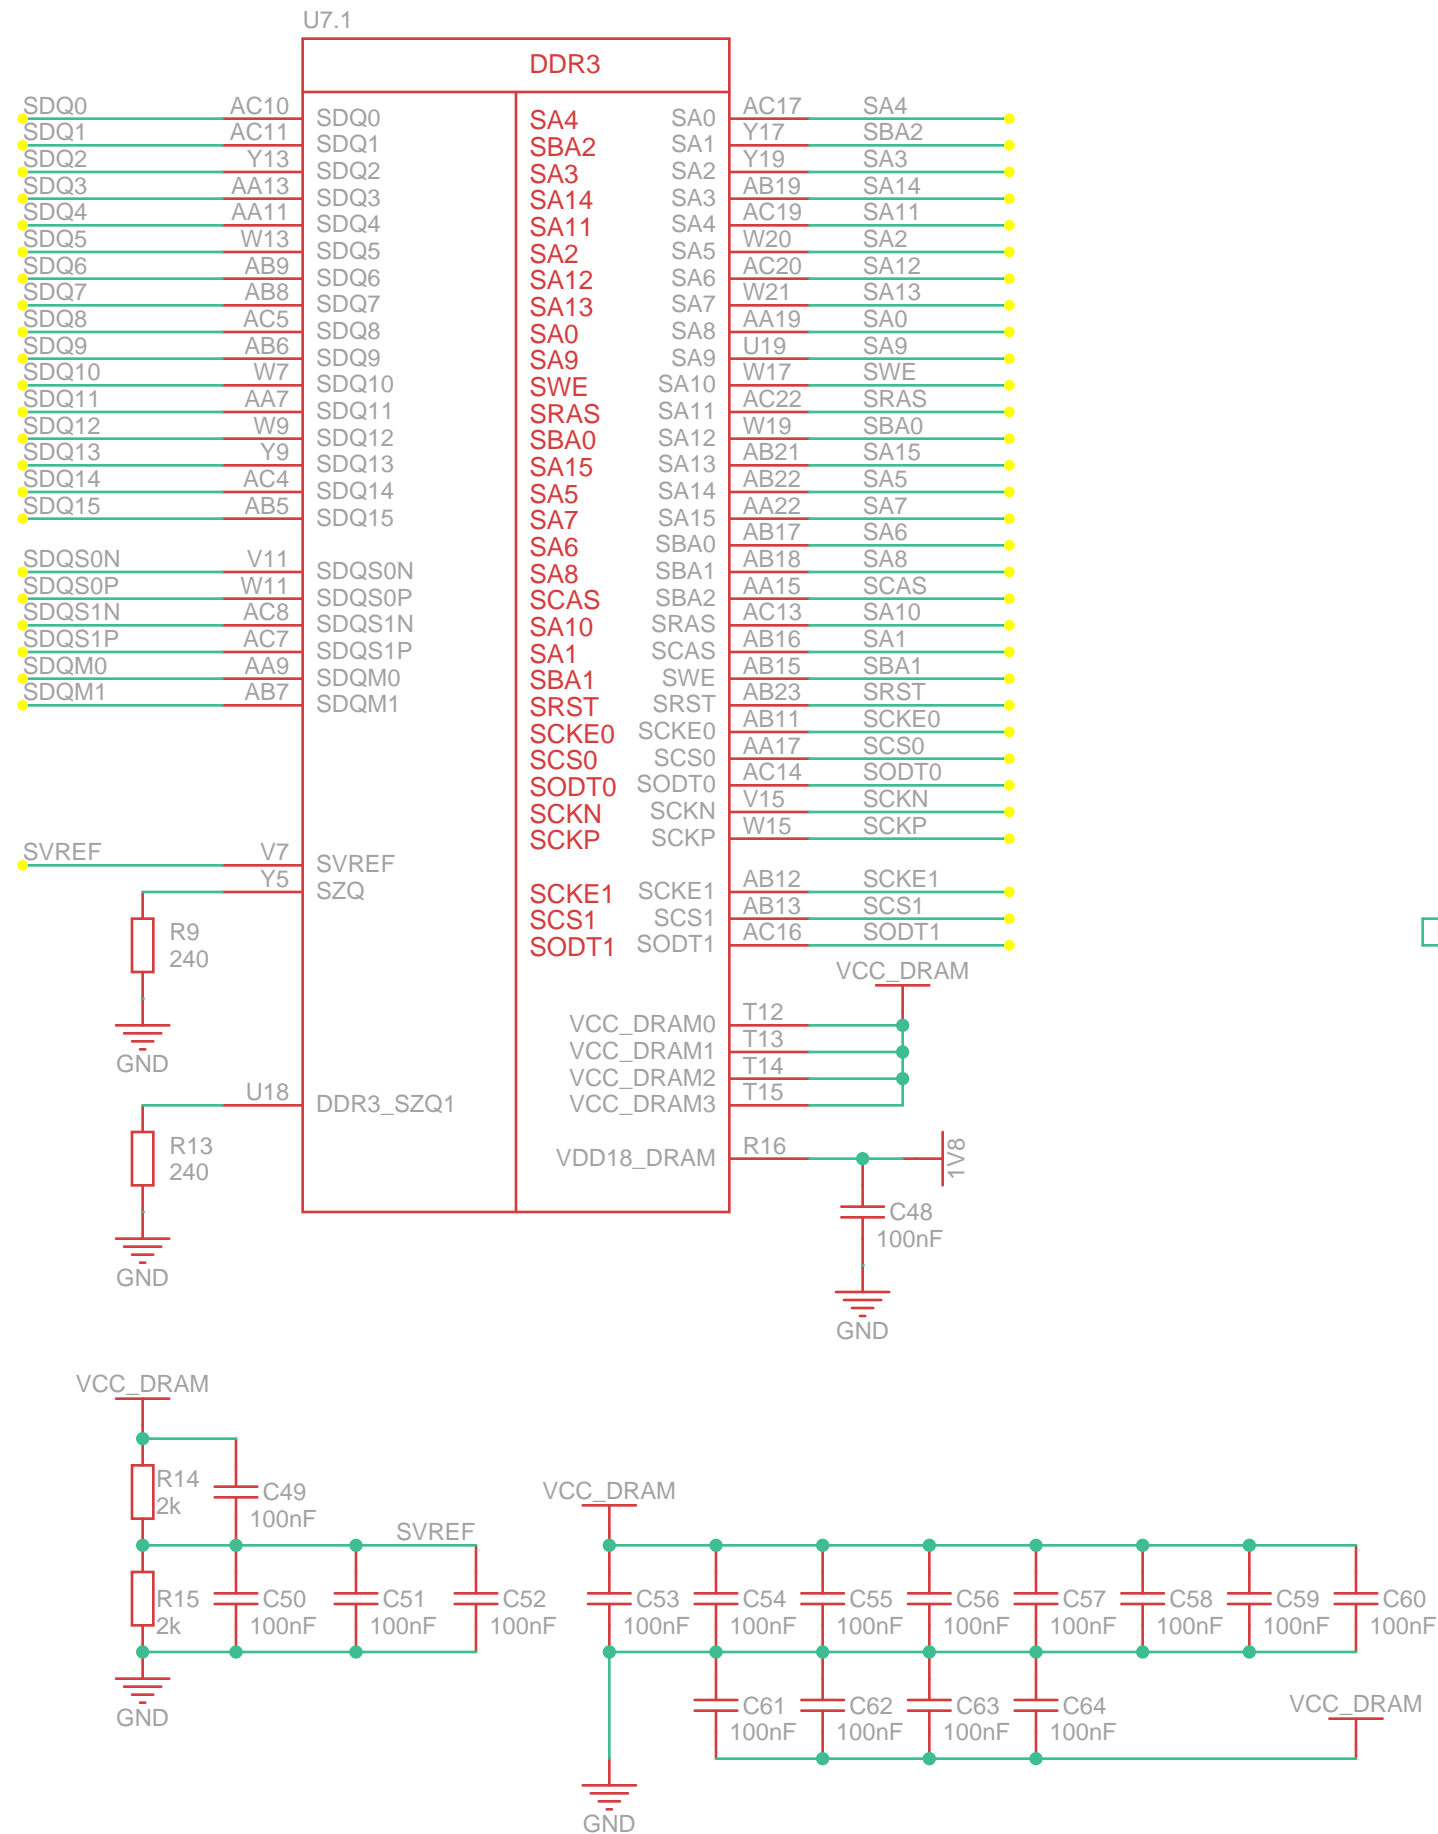 U7.1
DDR3
SDQ0 AC10 SDQ0 SA4 SA0 AC17 SA4
SDQ1 AC11 SDQ1 SBA2 SA1 Y17 SBA2
SDQ2 Y13 SDQ2 SA3 SA2 Y19 SA3
SDQ3 AA13 SDQ3 SA14 SA3 AB19 SA14
SDQ4 AA11 SDQ4 SA11 SA4 AC19 SA11
SDQ5 W13 SDQ5 SA2 SA5 W20 SA2
SDQ6 AB9 SDQ6 SA12 SA6 AC20 SA12
SDQ7 AB8 SDQ7 SA13 SA7 W21 SA13
SDQ8 AC5 SDQ8 SA0 SA8 AA19 SA0
SDQ9 AB6 SDQ9 SA9 SA9 U19 SA9
SDQ10 W7 SDQ10 SWE SA10 W17 SWE
SDQ11 AA7 SDQ11 SRAS SA11 AC22 SRAS
SDQ12 W9 SDQ12 SBA0 SA12 W19 SBA0
SDQ13 Y9 SDQ13 SA15 SA13 AB21 SA15
SDQ14 AC4 SDQ14 SA5 SA14 AB22 SA5
SDQ15 AB5 SDQ15 SA7 SA15 AA22 SA7
SA6 SBA0 AB17 SA6
SDQS0N V11 SDQS0N SA8 SBA1 AB18 SA8
SDQS0P W11 SDQS0P SCAS SBA2 AA15 SCAS
SDQS1N AC8 SDQS1N SA10 SRAS AC13 SA10
SDQS1P AC7 SDQS1P SA1 SCAS AB16 SA1
SDQM0 AA9 SDQM0 SBA1 SWE AB15 SBA1
SDQM1 AB7 SDQM1 SRST SRST AB23 SRST
SCKE0 SCKE0 AB11 SCKE0
SCS0 SCS0 AA17 SCS0
SODT0 SODT0 AC14 SODT0
SCKN SCKN V15 SCKN
SCKP SCKP W15 SCKP
SVREF V7 SVREF
Y5 SZQ SCKE1 SCKE1 AB12 SCKE1
SCS1 SCS1 AB13 SCS1
R9 SODT1 SODT1 AC16 SODT1
240
VCC_DRAM
VCC_DRAM0 T12
VCC_DRAM1 T13
GND
VCC_DRAM2 T14
U18 DDR3_SZQ1 VCC_DRAM3 T15
R13
240
VDD18_DRAM R16 1V8
C48
100nF
GND
GND
VCC_DRAM
R14
2k
C49
100nF
VCC_DRAM
SVREF
R15 C50 C51 C52 C53 C54 C55 C56 C57 C58 C59 C60
2k 100nF 100nF 100nF 100nF 100nF 100nF 100nF 100nF 100nF 100nF 100nF
GND
C61 C62 C63 C64 VCC_DRAM
100nF 100nF 100nF 100nF
GND